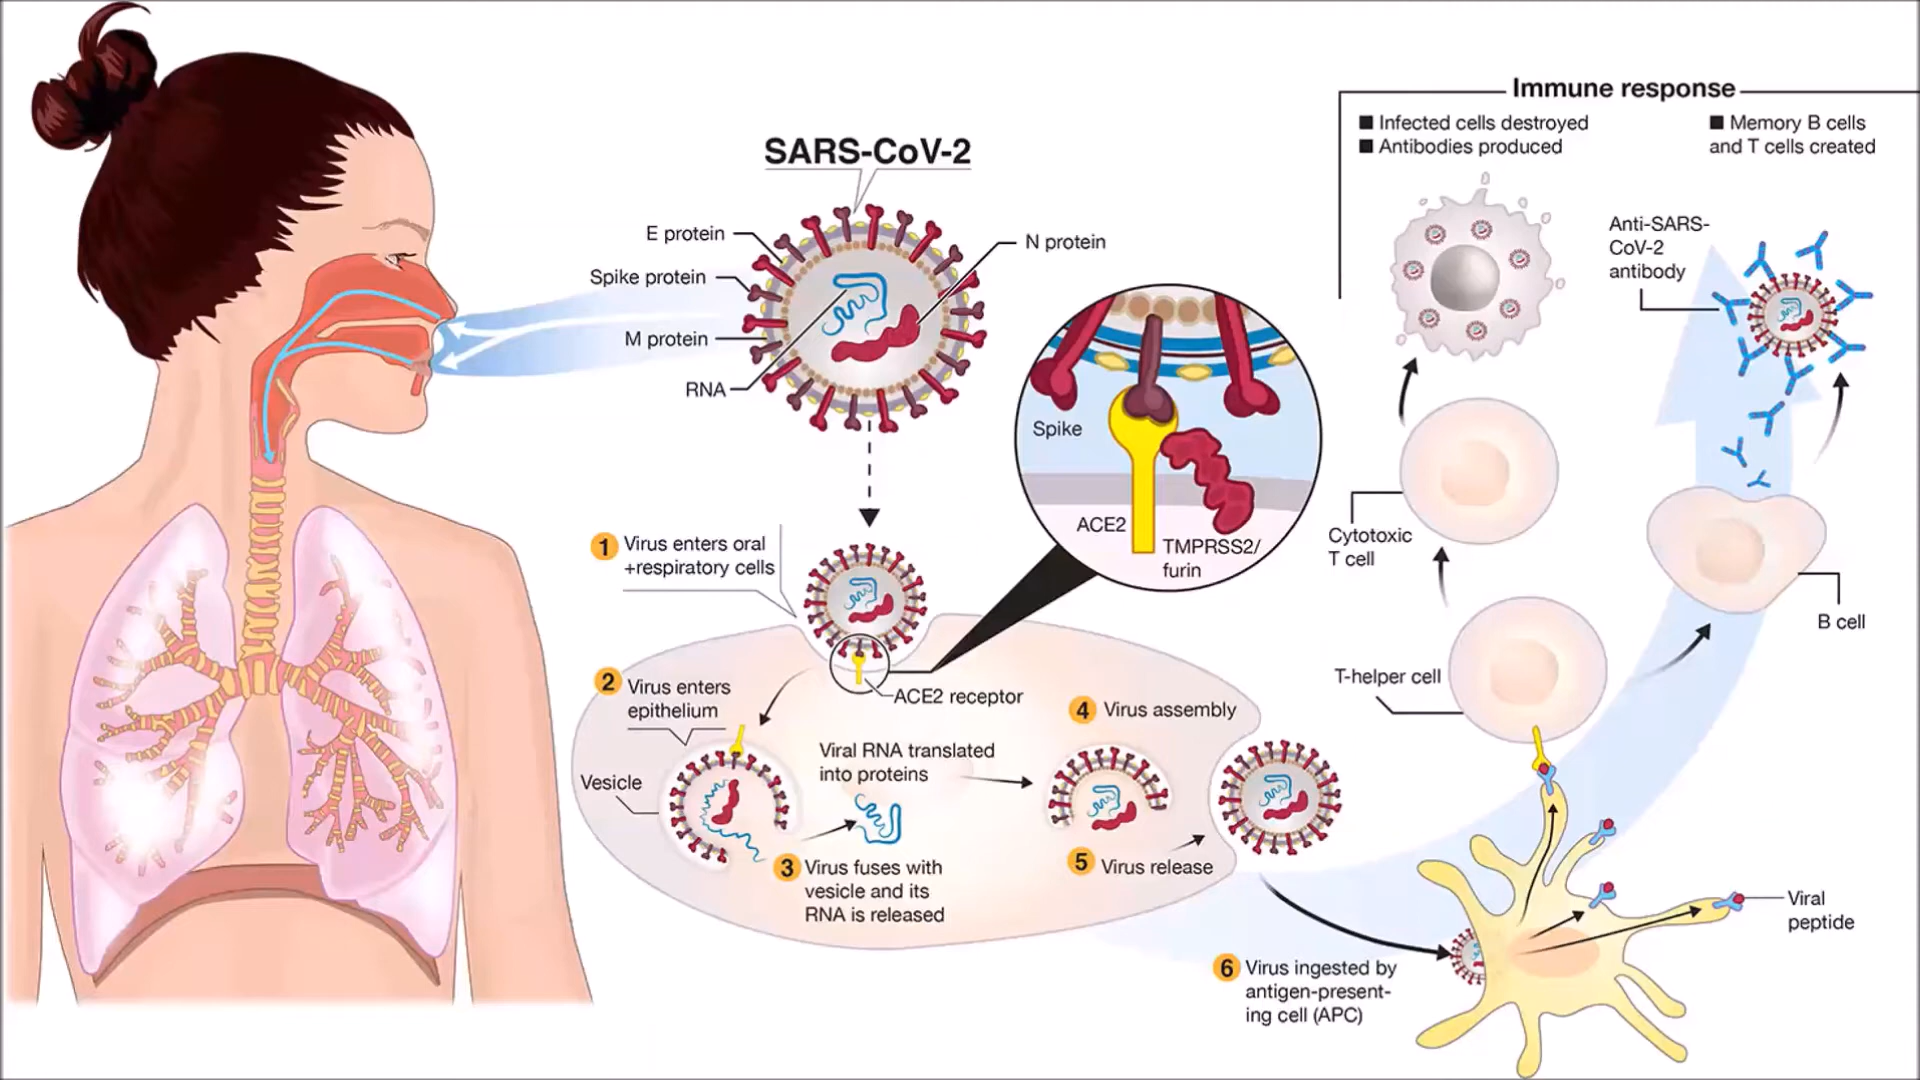 SARS-CoV-2
E protein
Spike protein
M protein
RNA
N protein
Spike
ACE2
TMPRSS2/
furin
1 Virus enters oral
+respiratory cells
ACE2 receptor
2 Virus enters
epithelium
Vesicle
Viral RNA translated
into proteins
3 Virus fuses with
vesicle and its
RNA is released
4 Virus assembly
5 Virus release
6 Virus ingested by
antigen-present-
ing cell (APC)
Viral
peptide
T-helper cell
Cytotoxic
T cell
B cell
Anti-SARS-
CoV-2
antibody
Immune response
■ Infected cells destroyed
■ Antibodies produced
■ Memory B cells
and T cells created